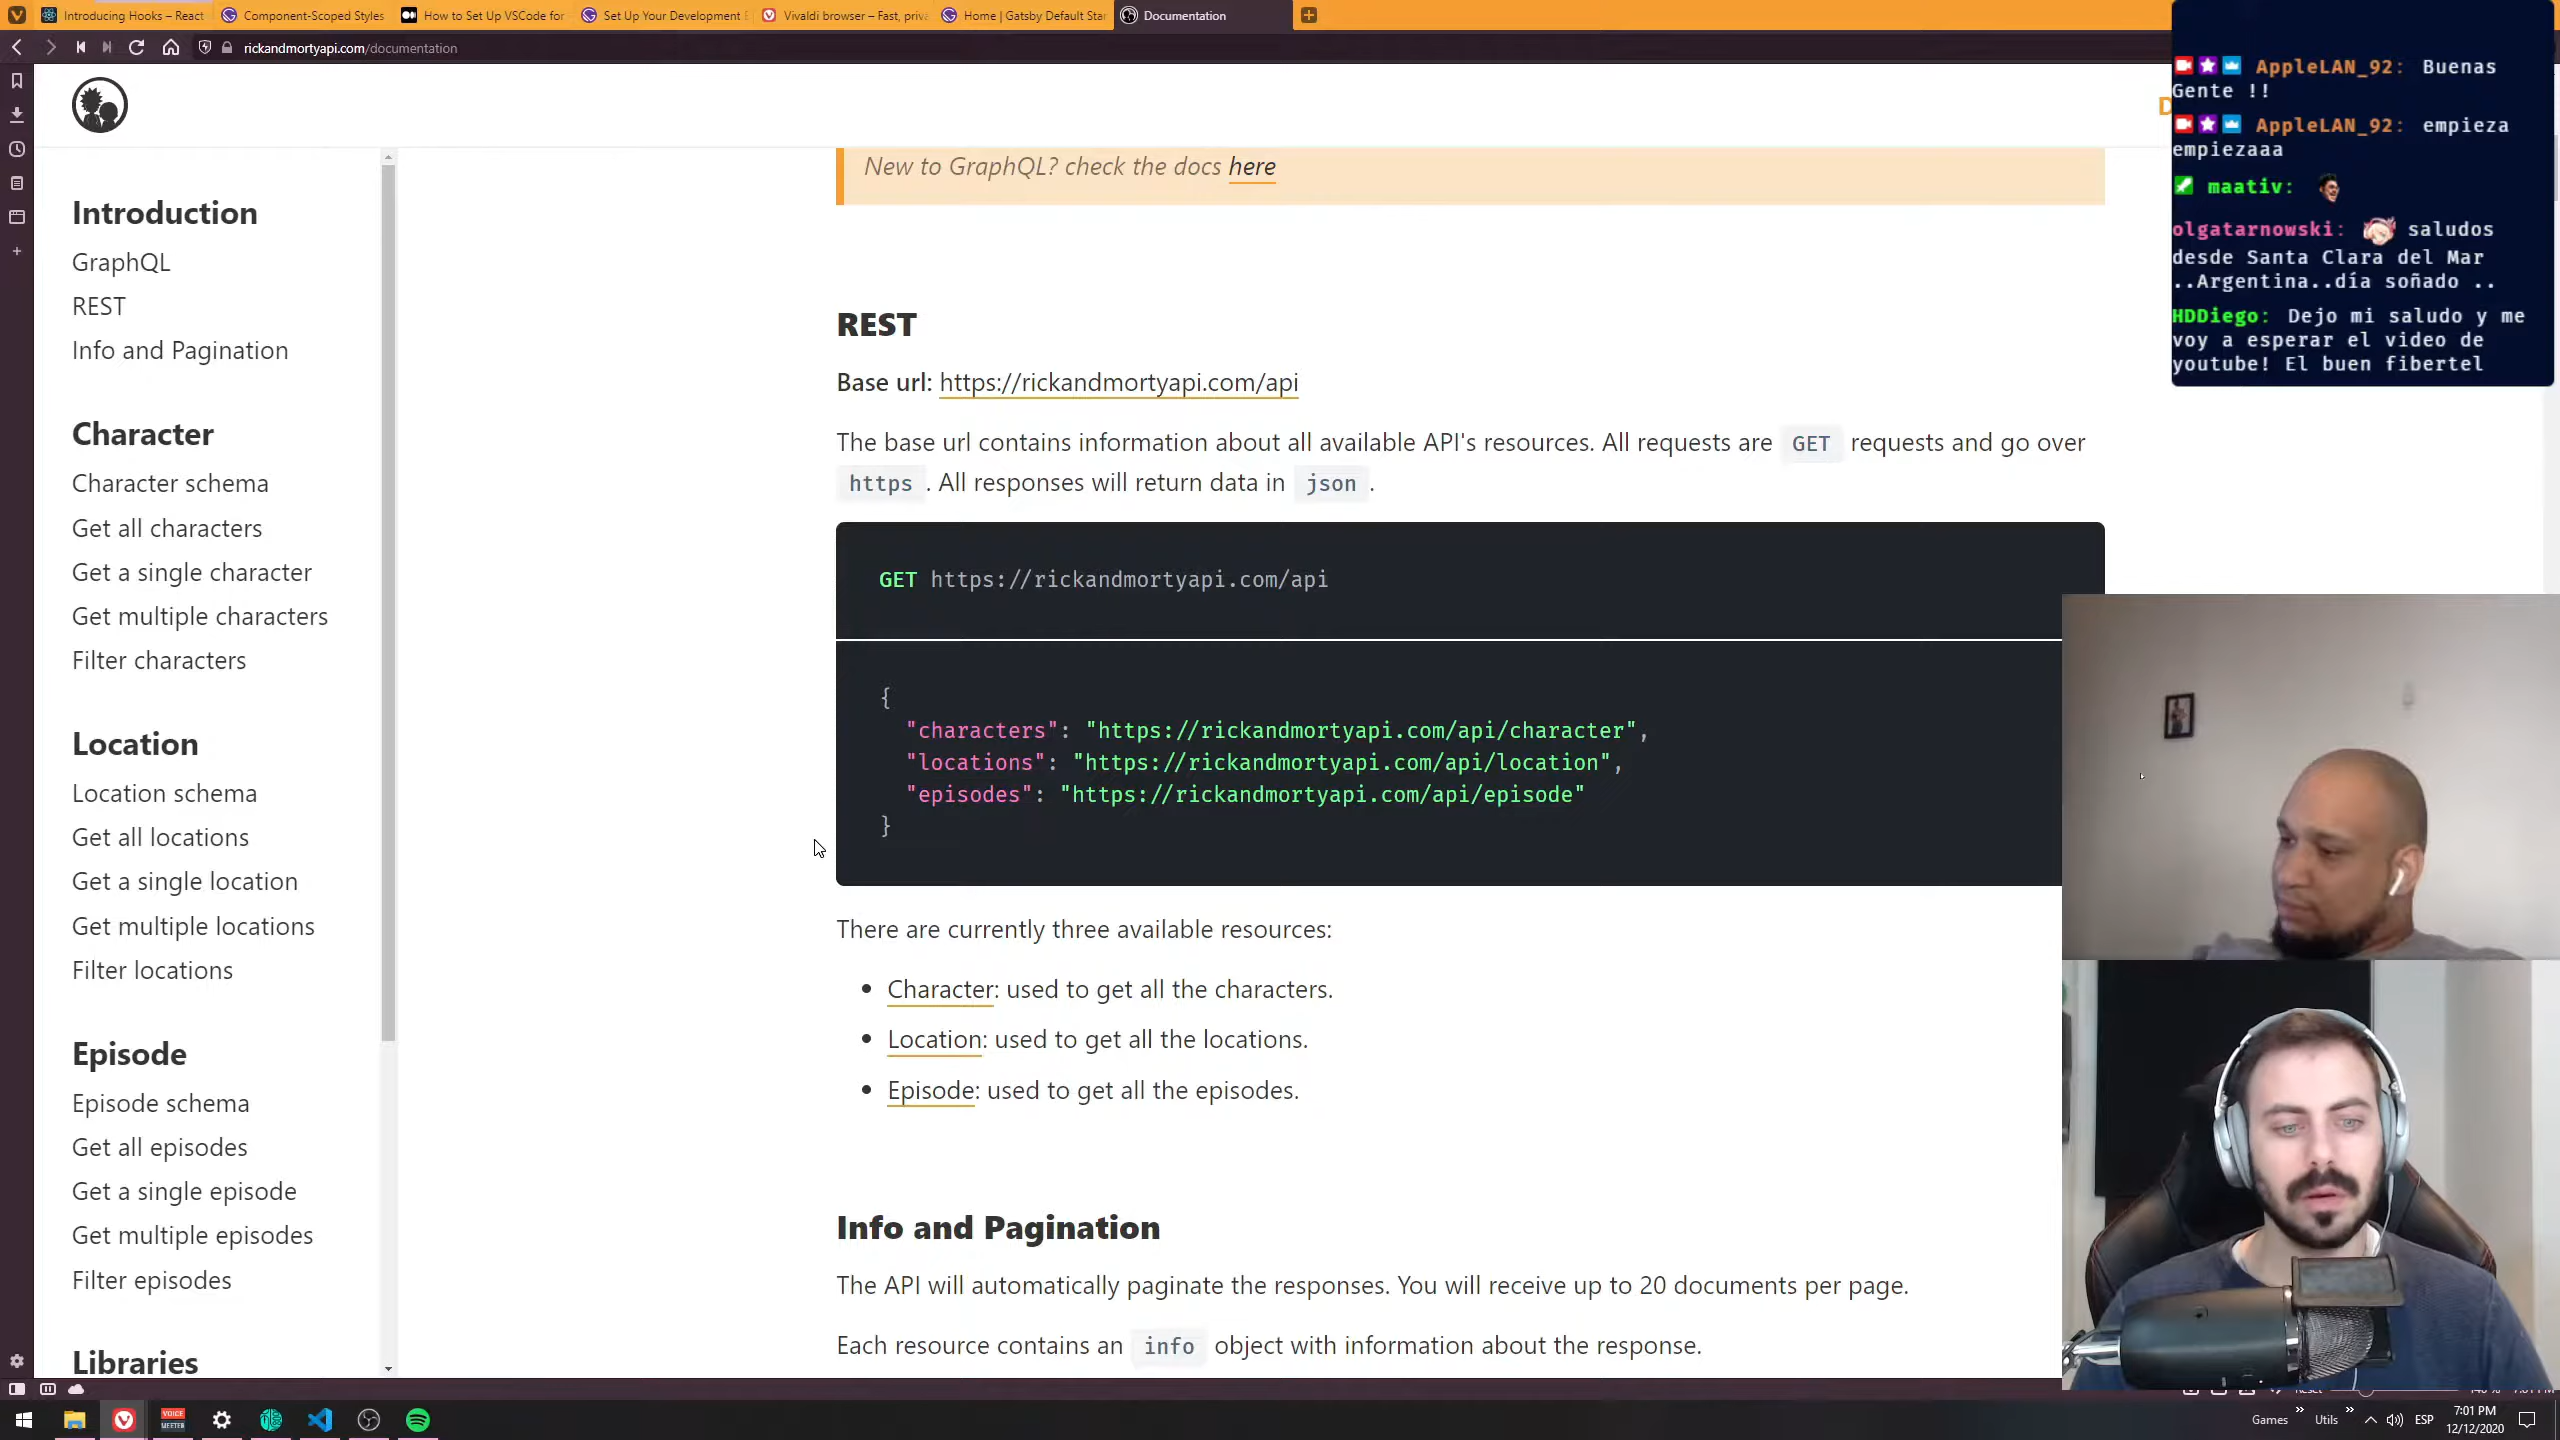 Introducing Hooks – React
Component-Scoped Styles
How to Set Up VSCode for
Set Up Your Development E
Vivaldi browser – Fast, priva
Home | Gatsby Default Star
Documentation
rickandmortyapi.com/documentation
Introduction
GraphQL
REST
Info and Pagination
Character
Character schema
Get all characters
Get a single character
Get multiple characters
Filter characters
Location
Location schema
Get all locations
Get a single location
Get multiple locations
Filter locations
Episode
Episode schema
Get all episodes
Get a single episode
Get multiple episodes
Filter episodes
Libraries
New to GraphQL? check the docs here
REST
Base url: https://rickandmortyapi.com/api
The base url contains information about all available API's resources. All requests are GET requests and go over
https . All responses will return data in json .
GET https://rickandmortyapi.com/api
{
"characters": "https://rickandmortyapi.com/api/character",
"locations": "https://rickandmortyapi.com/api/location",
"episodes": "https://rickandmortyapi.com/api/episode"
}
There are currently three available resources:
• Character: used to get all the characters.
• Location: used to get all the locations.
• Episode: used to get all the episodes.
Info and Pagination
The API will automatically paginate the responses. You will receive up to 20 documents per page.
Each resource contains an info object with information about the response.
AppleLAN_92: Buenas
Gente !!
AppleLAN_92: empieza
empiezaaa
maativ:
olgatarnowski: saludos
desde Santa Clara del Mar
..Argentina..día soñado ..
HDDiego: Dejo mi saludo y me
voy a esperar el video de
youtube! El buen fibertel
VOICE
MEETER
Games
Utils
ESP
7:01 PM
12/12/2020